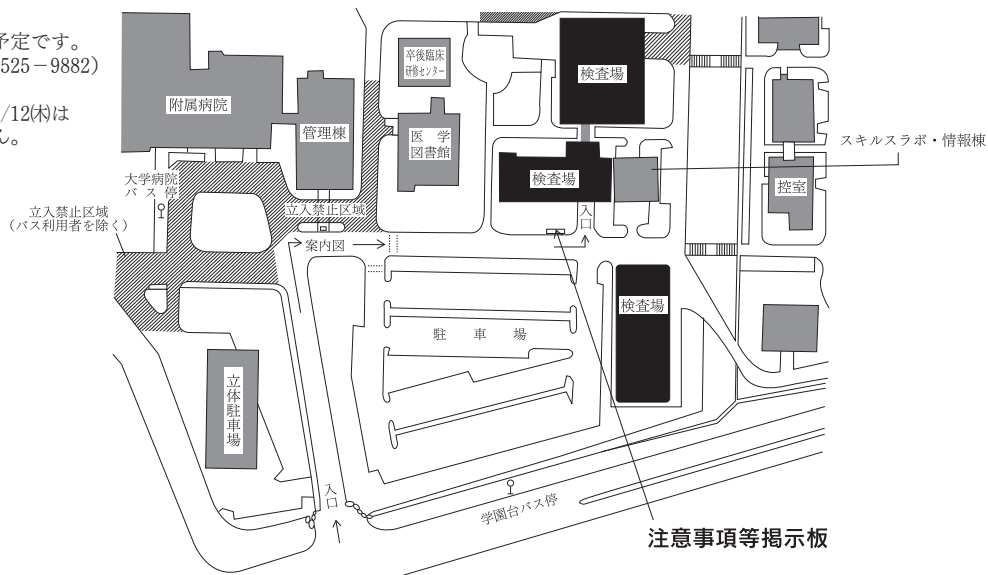 予定です。
525－9882）
/12㈭は
ん。
附属病院
管理棟
卒後臨床
研修センター
医　学
図書館
検査場
検査場
スキルスラボ・情報棟
控室
大学病院
バ ス 停
立入禁止区域
（バス利用者を除く）
立入禁止区域
案内図
入口
検査場
駐　車　場
立体駐車場
入口
学園台バス停
注意事項等掲示板